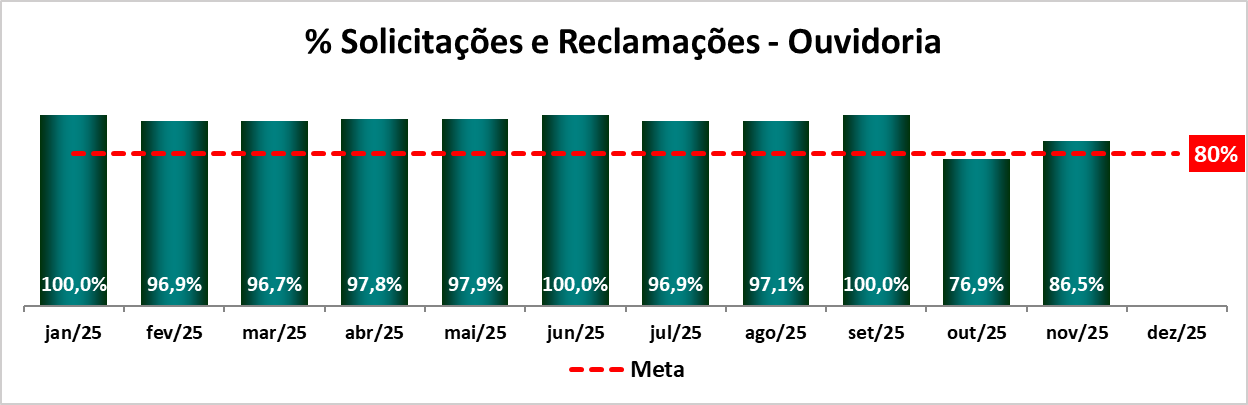 % Solicitações e Reclamações - Ouvidoria
80%
100,0% 96,9% 96,7% 97,8% 97,9% 100,0% 96,9% 97,1% 100,0% 76,9% 86,5%
jan/25 fev/25 mar/25 abr/25 mai/25 jun/25 jul/25 ago/25 set/25 out/25 nov/25 dez/25
Meta